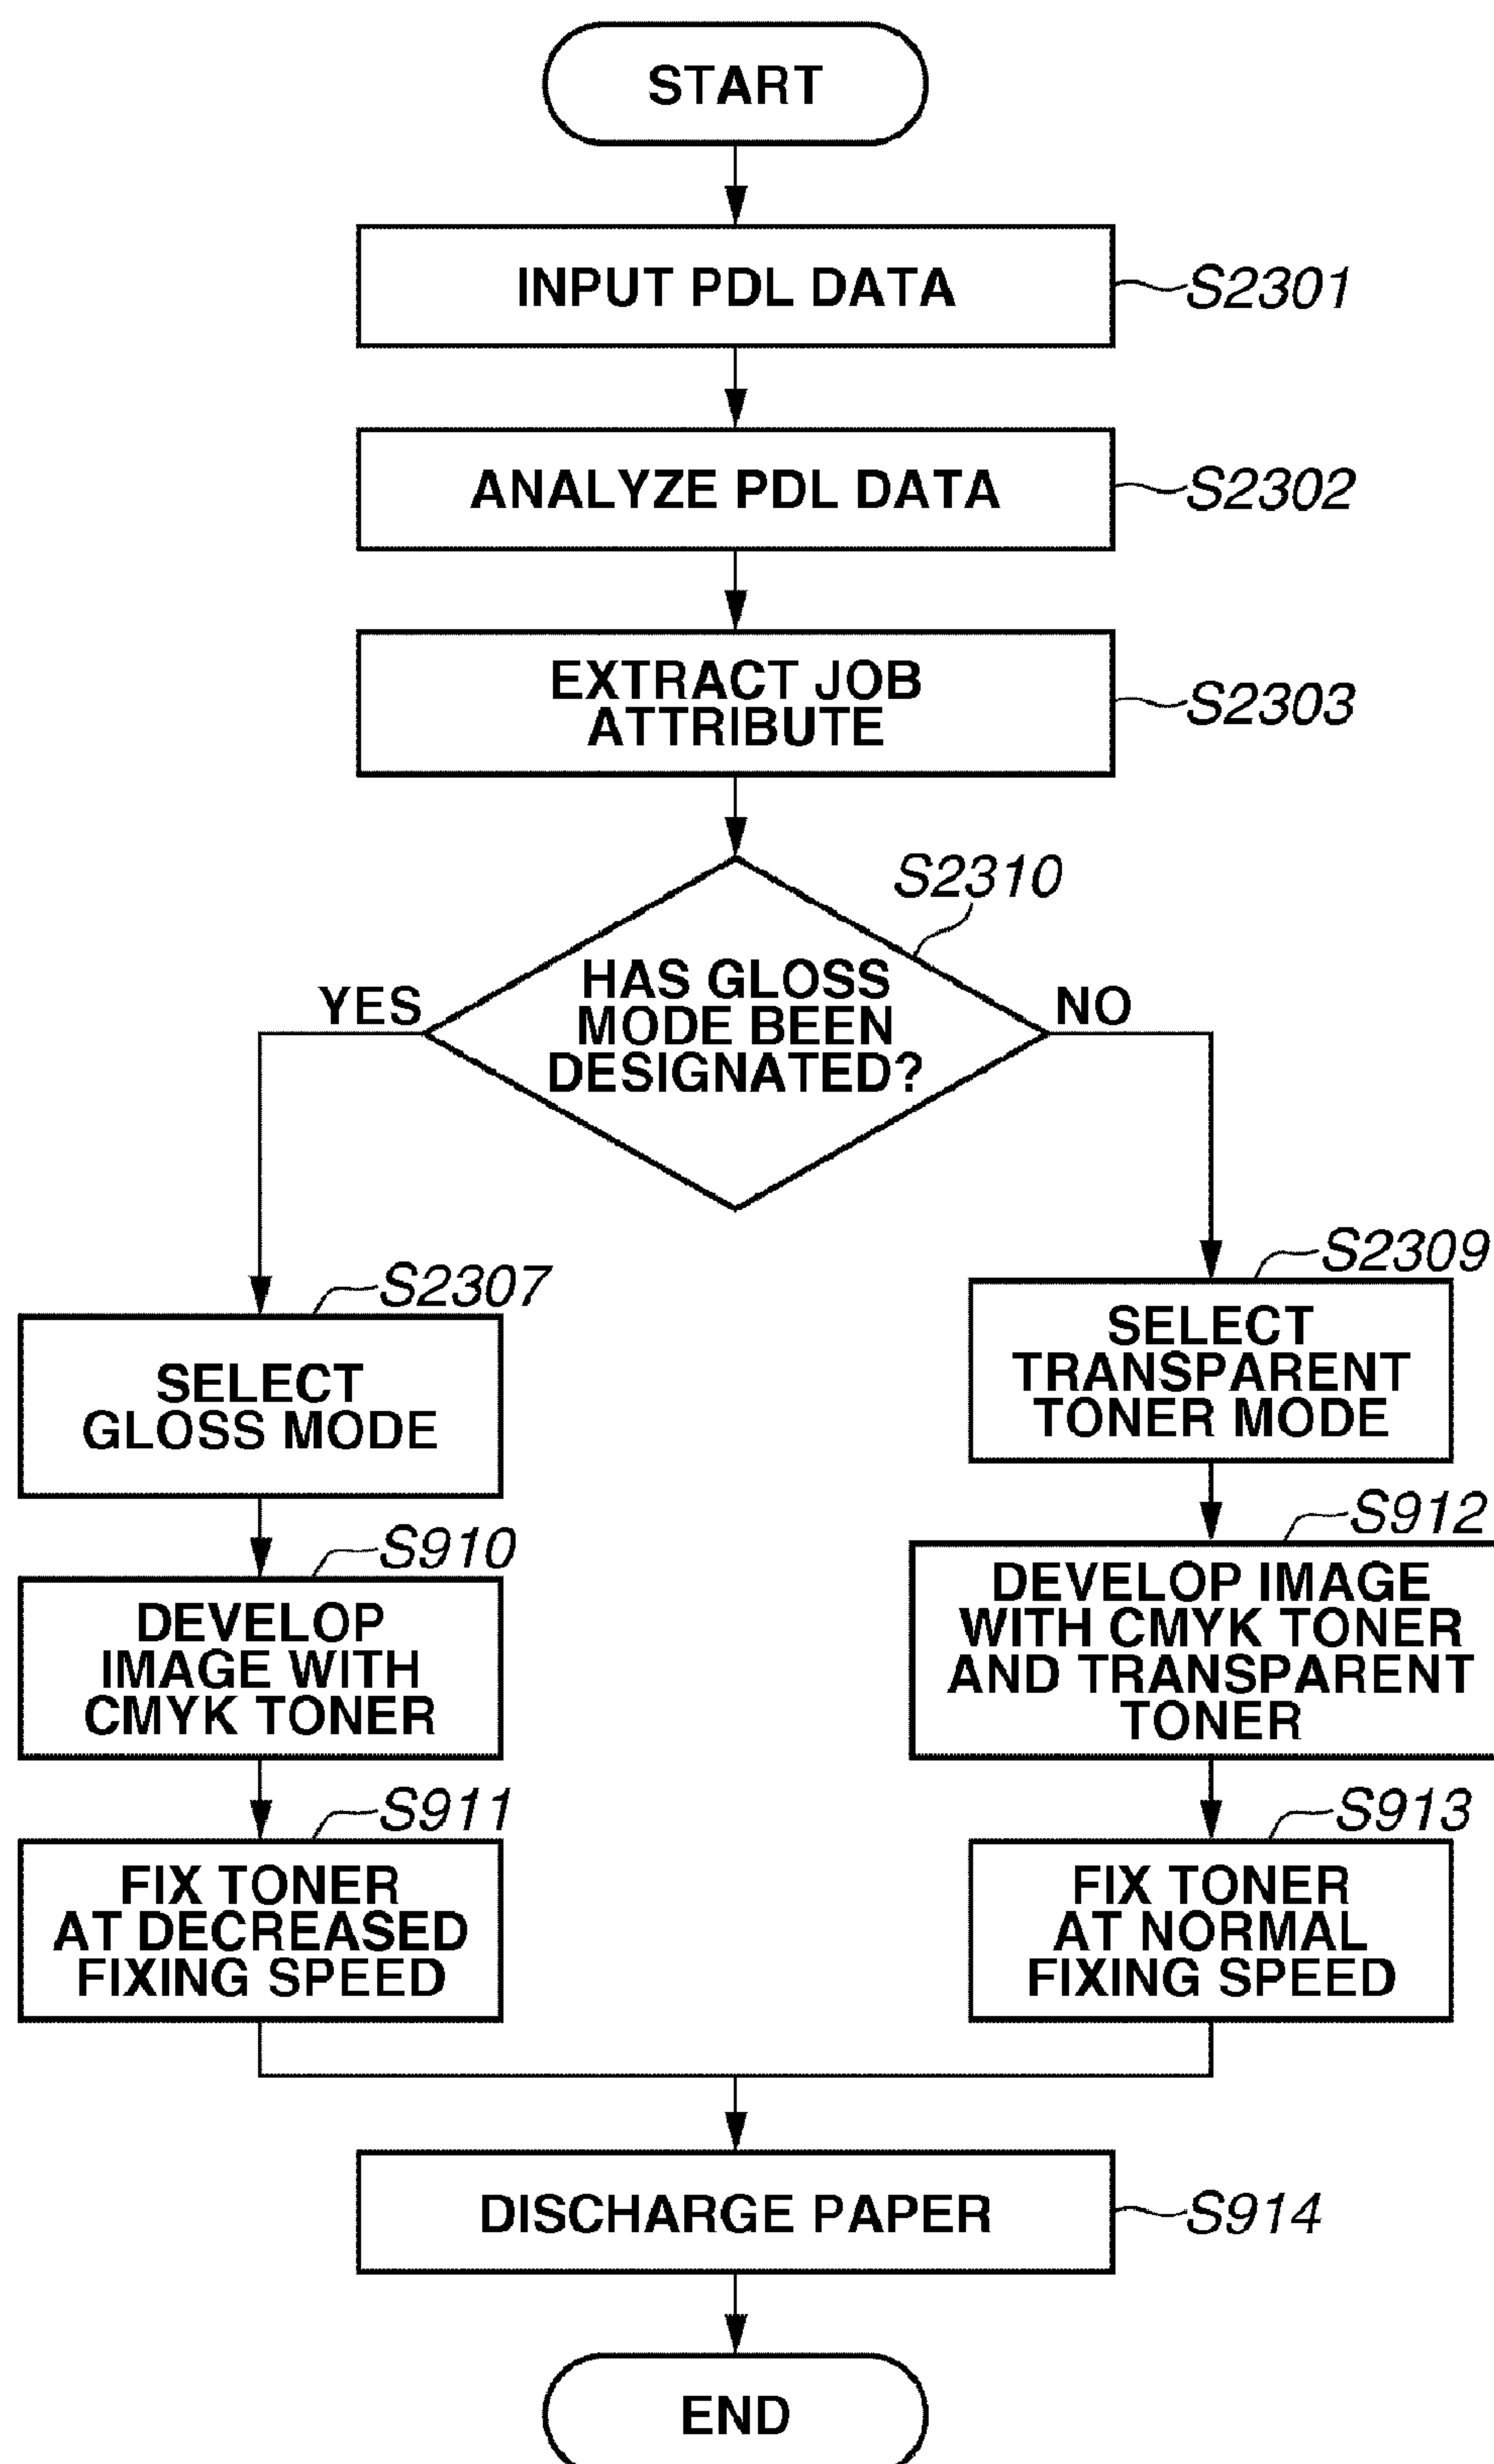 START
INPUT PDL DATA
S2301
ANALYZE PDL DATA
S2302
EXTRACT JOB
ATTRIBUTE
S2303
S2310
HAS GLOSS
MODE BEEN
DESIGNATED?
YES
NO
S2307
SELECT
GLOSS MODE
S910
DEVELOP
IMAGE WITH
CMYK TONER
S911
FIX TONER
AT DECREASED
FIXING SPEED
S2309
SELECT
TRANSPARENT
TONER MODE
S912
DEVELOP IMAGE
WITH CMYK TONER
AND TRANSPARENT
TONER
S913
FIX TONER
AT NORMAL
FIXING SPEED
DISCHARGE PAPER
S914
END